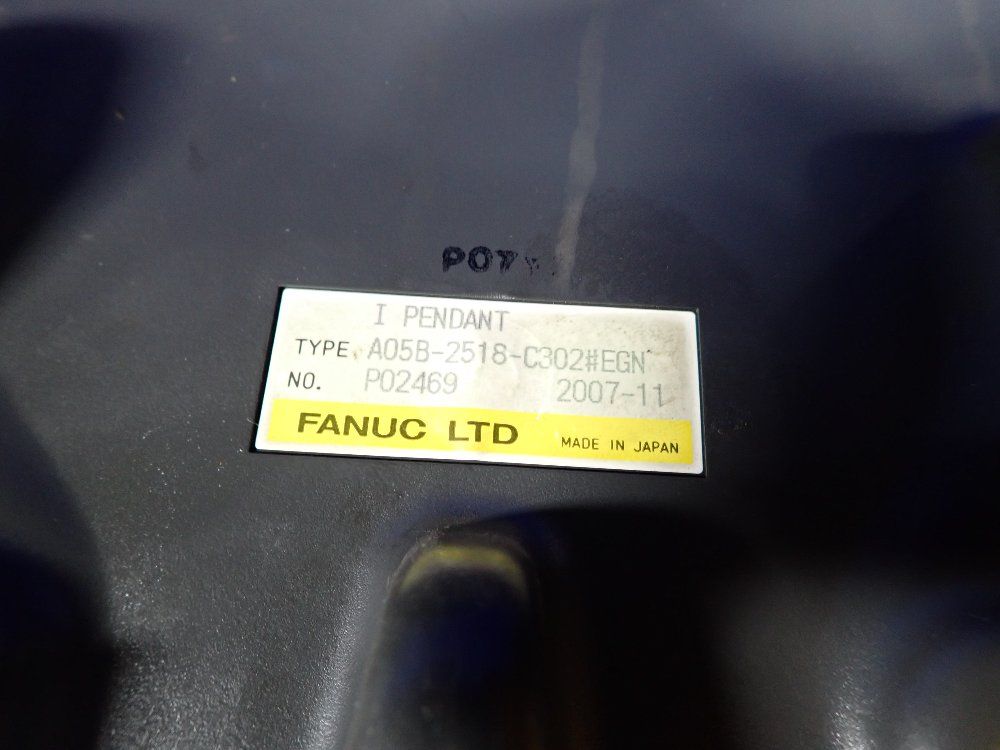 I PENDANT
TYPE A05B-2518-C302#EGN
NO. P02469 2007-11
FANUC LTD MADE IN JAPAN